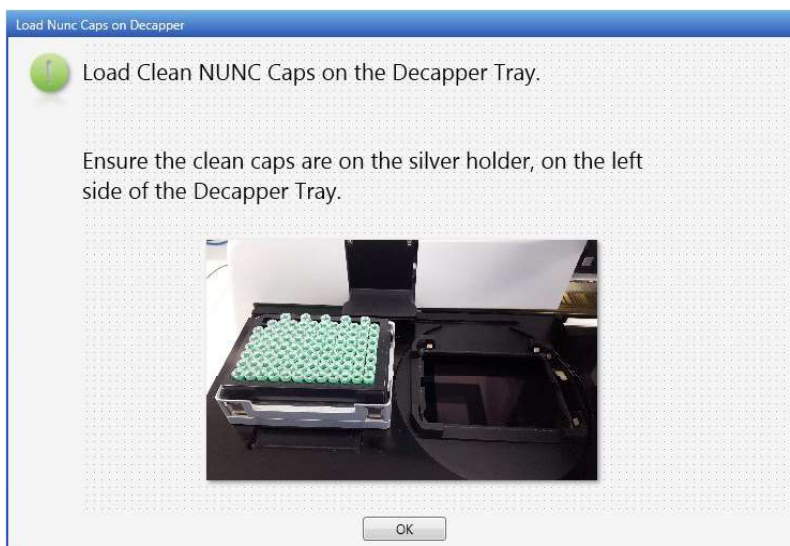 Load Nunc Caps on Decapper
Load Clean NUNC Caps on the Decapper Tray.
Ensure the clean caps are on the silver holder, on the left
side of the Decapper Tray.
OK